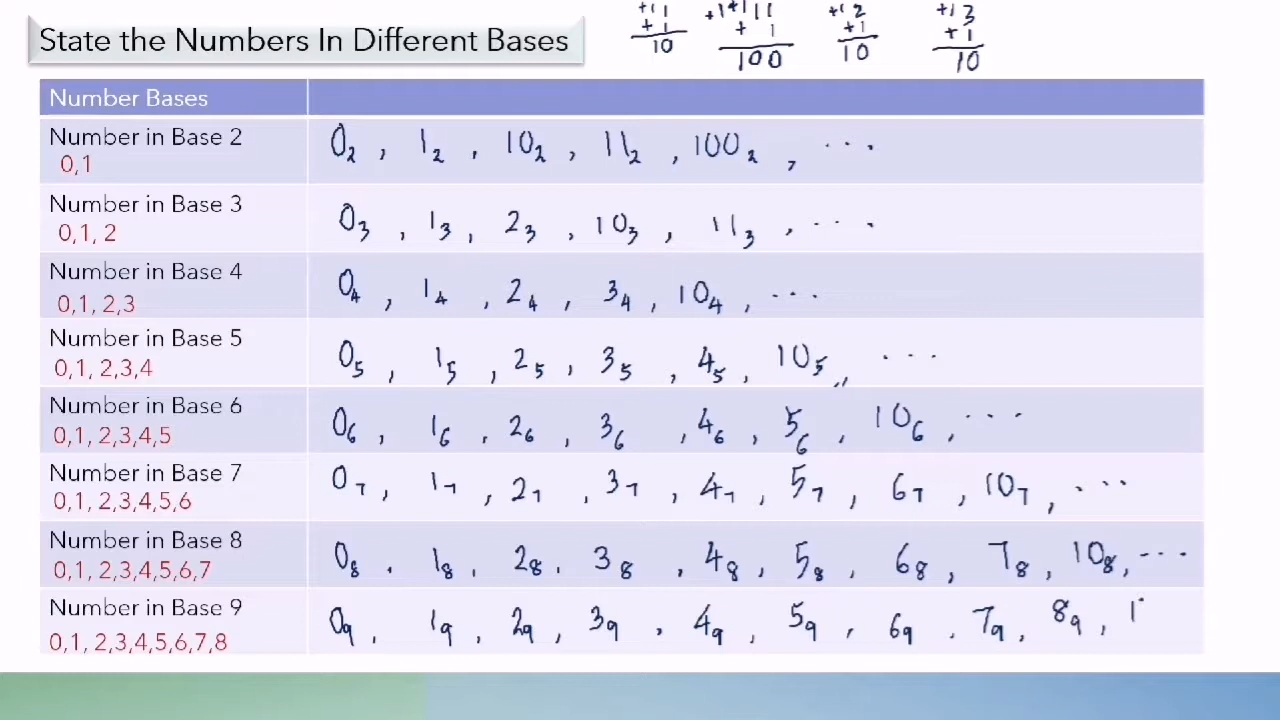 State the Numbers In Different Bases
+1 1
+ 1
10
+1 +1 1 1
+ 1
100
+1 2
+1
10
+1 3
+ 1
10
Number Bases
Number in Base 2
0,1
0₂ , 1₂ , 10₂ , 11₂ , 100₂ , ...
Number in Base 3
0,1, 2
0₃ , 1₃ , 2₃ , 10₃ , 11₃ , ...
Number in Base 4
0,1, 2,3
0₄ , 1₄ , 2₄ , 3₄ , 10₄ , ...
Number in Base 5
0,1, 2,3,4
0₅ , 1₅ , 2₅ , 3₅ , 4₅ , 10₅ ,, ...
Number in Base 6
0,1, 2,3,4,5
0₆ , 1₆ , 2₆ , 3₆ , 4₆ , 5₆ , 10₆ , ...
Number in Base 7
0,1, 2,3,4,5,6
0₇ , 1₇ , 2₇ , 3₇ , 4₇ , 5₇ , 6₇ , 10₇ , ...
Number in Base 8
0,1, 2,3,4,5,6,7
0₈ , 1₈ , 2₈ , 3₈ , 4₈ , 5₈ , 6₈ , 7₈ , 10₈ , ...
Number in Base 9
0,1, 2,3,4,5,6,7,8
0₉ , 1₉ , 2₉ , 3₉ , 4₉ , 5₉ , 6₉ , 7₉ , 8₉ , 1